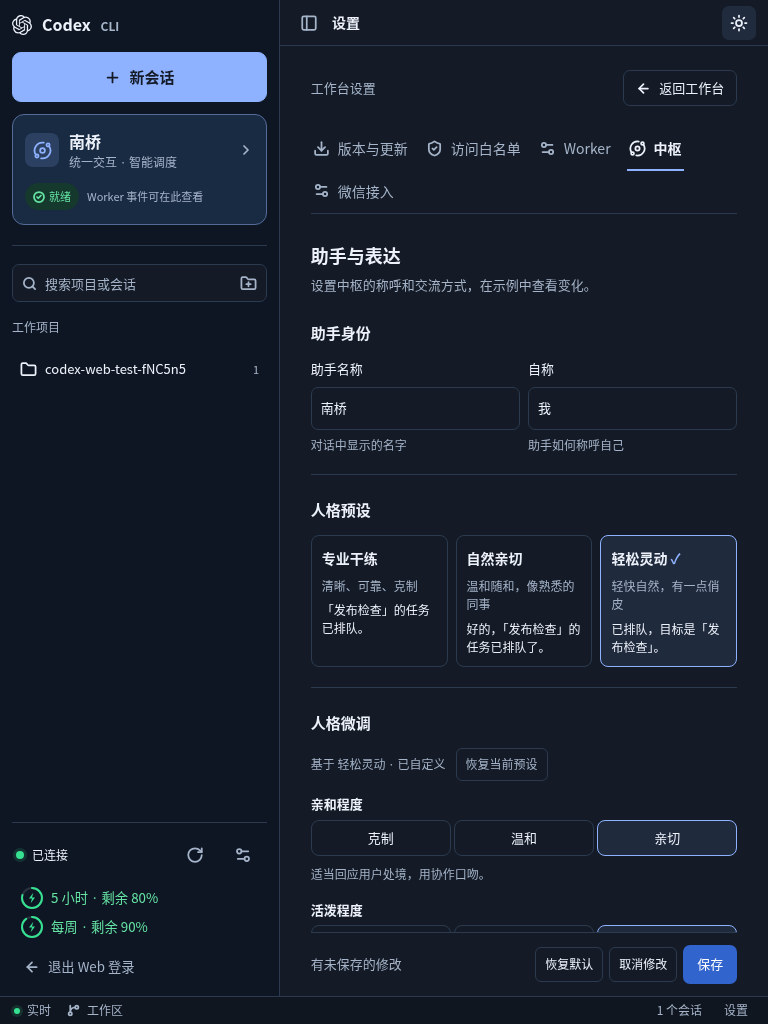 Codex CLI
新会话
南桥
统一交互 · 智能调度
就绪
Worker 事件可在此查看
搜索项目或会话
工作项目
codex-web-test-fNC5n5
1
已连接
5 小时 · 剩余 80%
每周 · 剩余 90%
退出 Web 登录
设置
工作台设置
返回工作台
版本与更新
访问白名单
Worker
中枢
微信接入
助手与表达
设置中枢的称呼和交流方式，在示例中查看变化。
助手身份
助手名称
自称
南桥
我
对话中显示的名字
助手如何称呼自己
人格预设
专业干练
清晰、可靠、克制
「发布检查」的任务
已排队。
自然亲切
温和随和，像熟悉的
同事
好的，「发布检查」的
任务已排队了。
轻松灵动 ✓
轻快自然，有一点俏
皮
已排队，目标是「发
布检查」。
人格微调
基于 轻松灵动 · 已自定义
恢复当前预设
亲和程度
克制
温和
亲切
适当回应用户处境，用协作口吻。
活泼程度
有未保存的修改
恢复默认
取消修改
保存
实时
工作区
1 个会话
设置